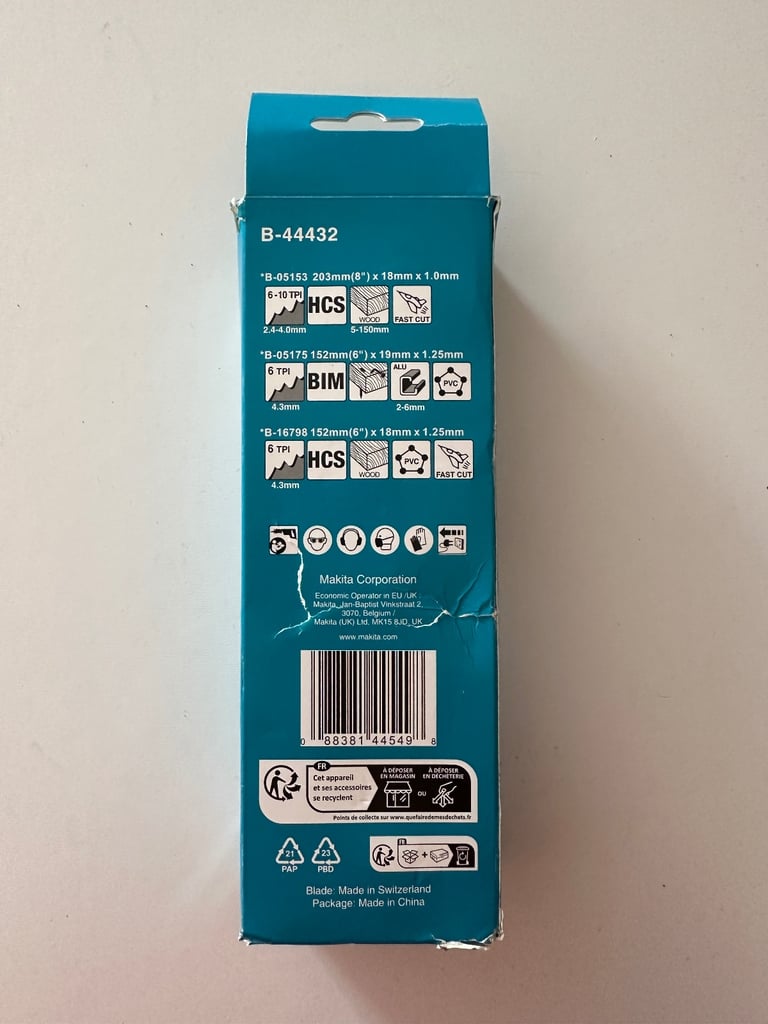 B-44432
*B-05153 203mm(8") x 18mm x 1.0mm
6-10 TPI HCS WOOD FAST CUT
2.4-4.0mm 5-150mm
*B-05175 152mm(6") x 19mm x 1.25mm
6 TPI BIM ALU PVC
4.3mm 2-6mm
*B-16798 152mm(6") x 18mm x 1.25mm
6 TPI HCS WOOD PVC FAST CUT
4.3mm
Makita Corporation
Economic Operator in EU /UK :
Makita, Jan-Baptist Vinkstraat 2,
3070, Belgium /
Makita (UK) Ltd, MK15 8JD, UK
www.makita.com
0 88381 44549 8
FR
Cet appareil
et ses accessoires
se recyclent
À DÉPOSER
EN MAGASIN
OU
À DÉPOSER
EN DÉCHÈTERIE
Points de collecte sur www.quefairedemesdechets.fr
21
PAP
23
PBD
FR
+
Blade: Made in Switzerland
Package: Made in China